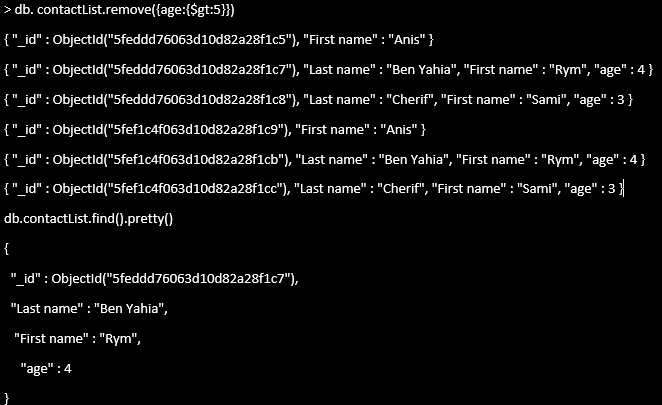 > db. contactList.remove({age:{$gt:5}})
{ "_id" : ObjectId("5feddd76063d10d82a28f1c5"), "First name" : "Anis" }
{ "_id" : ObjectId("5feddd76063d10d82a28f1c7"), "Last name" : "Ben Yahia", "First name" : "Rym", "age" : 4 }
{ "_id" : ObjectId("5feddd76063d10d82a28f1c8"), "Last name" : "Cherif", "First name" : "Sami", "age" : 3 }
{ "_id" : ObjectId("5fef1c4f063d10d82a28f1c9"), "First name" : "Anis" }
{ "_id" : ObjectId("5fef1c4f063d10d82a28f1cb"), "Last name" : "Ben Yahia", "First name" : "Rym", "age" : 4 }
{ "_id" : ObjectId("5fef1c4f063d10d82a28f1cc"), "Last name" : "Cherif", "First name" : "Sami", "age" : 3 }
db.contactList.find().pretty()
{
"_id" : ObjectId("5feddd76063d10d82a28f1c7"),
"Last name" : "Ben Yahia",
"First name" : "Rym",
"age" : 4
}